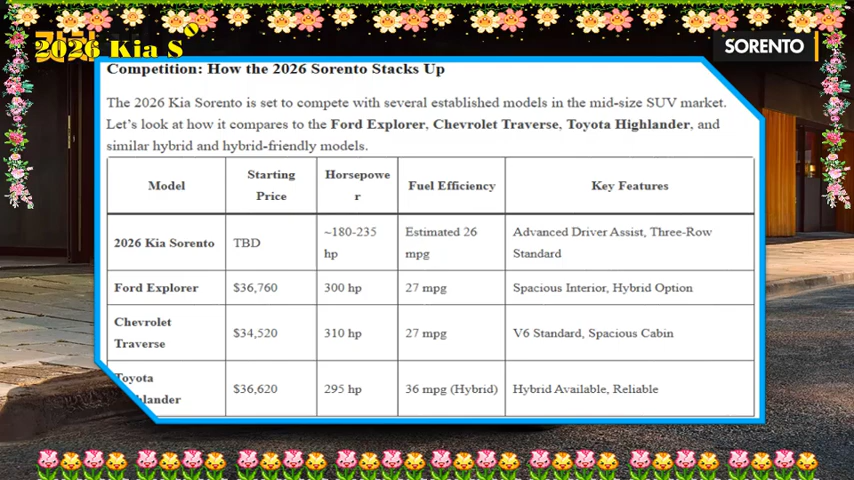 2026 Kia S
SORENTO
Competition: How the 2026 Sorento Stacks Up
The 2026 Kia Sorento is set to compete with several established models in the mid-size SUV market.
Let's look at how it compares to the Ford Explorer, Chevrolet Traverse, Toyota Highlander, and
similar hybrid and hybrid-friendly models.
Model
Starting
Price
Horsepowe
r
Fuel Efficiency
Key Features
2026 Kia Sorento
TBD
~180-235
hp
Estimated 26
mpg
Advanced Driver Assist, Three-Row
Standard
Ford Explorer
$36,760
300 hp
27 mpg
Spacious Interior, Hybrid Option
Chevrolet
Traverse
$34,520
310 hp
27 mpg
V6 Standard, Spacious Cabin
Toyota
hlander
$36,620
295 hp
36 mpg (Hybrid)
Hybrid Available, Reliable